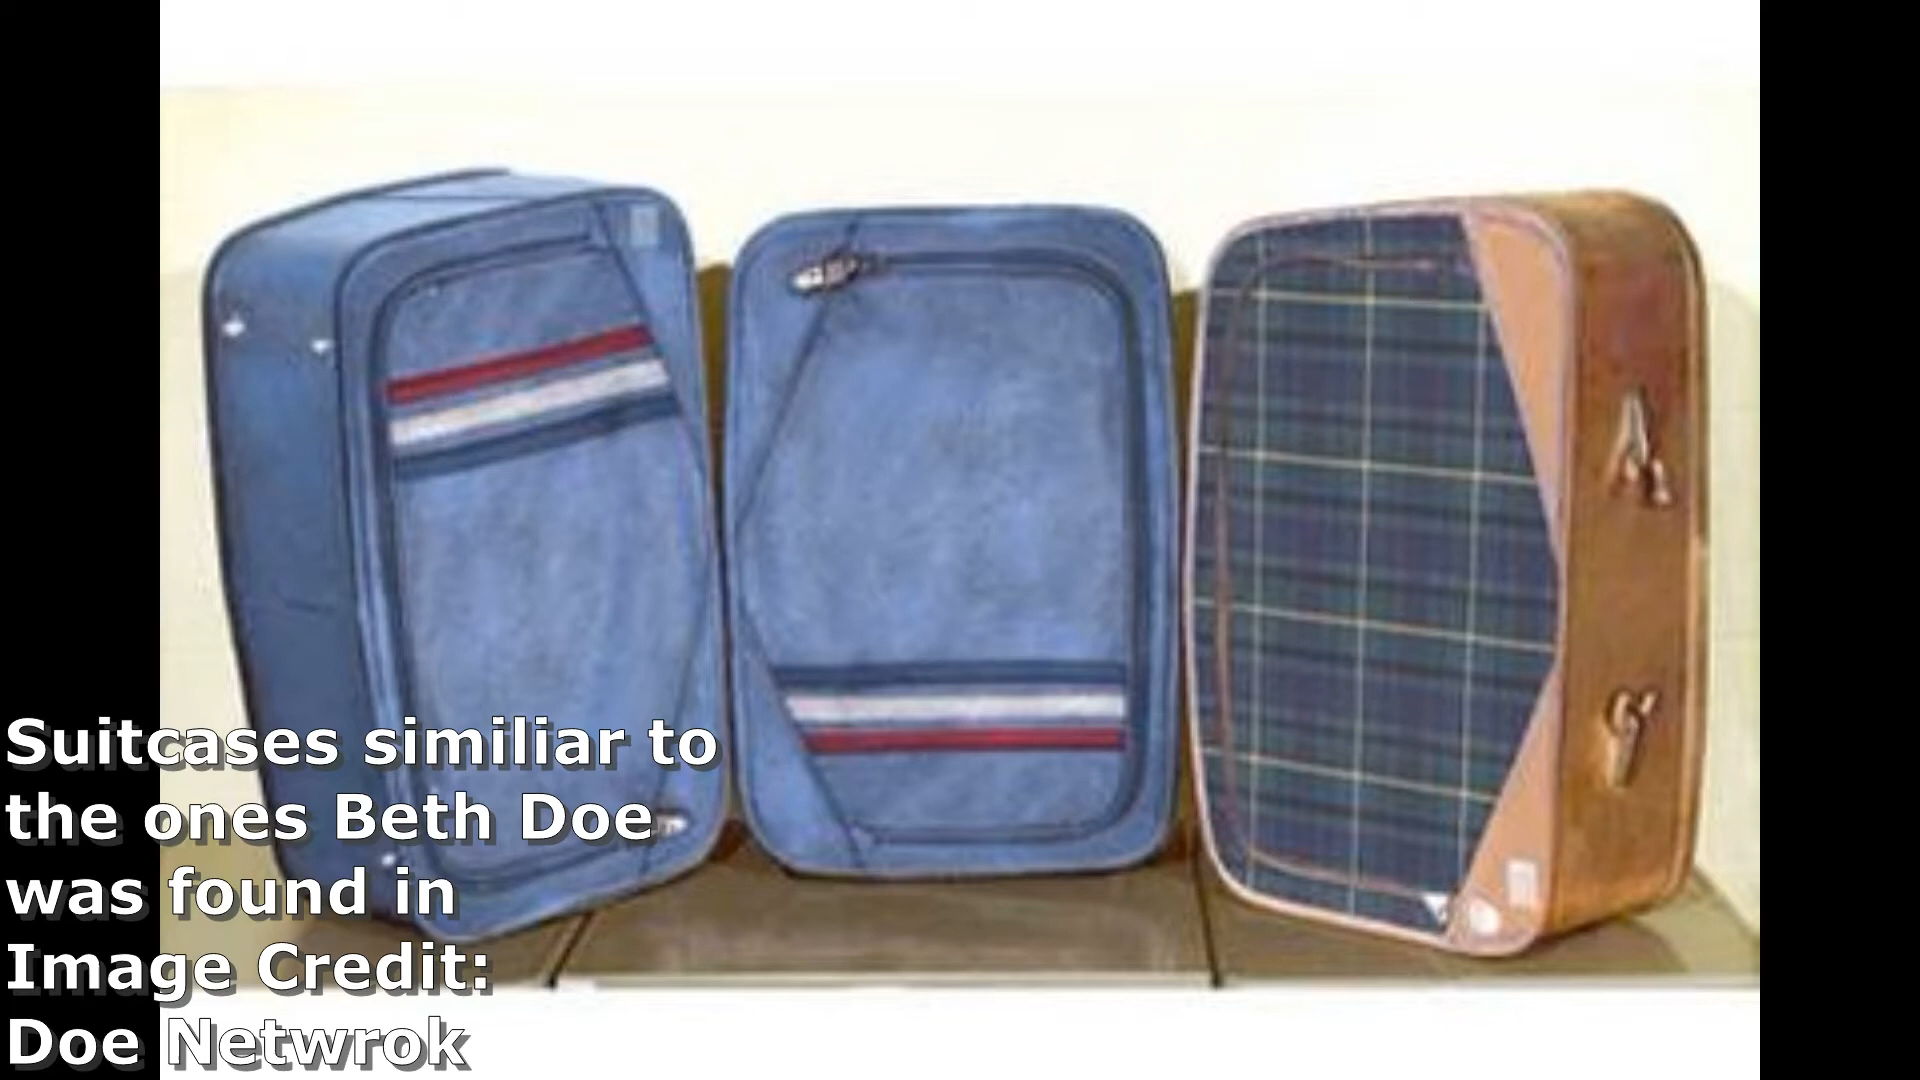 Suitcases similiar to
the ones Beth Doe
was found in
Image Credit:
Doe Netwrok